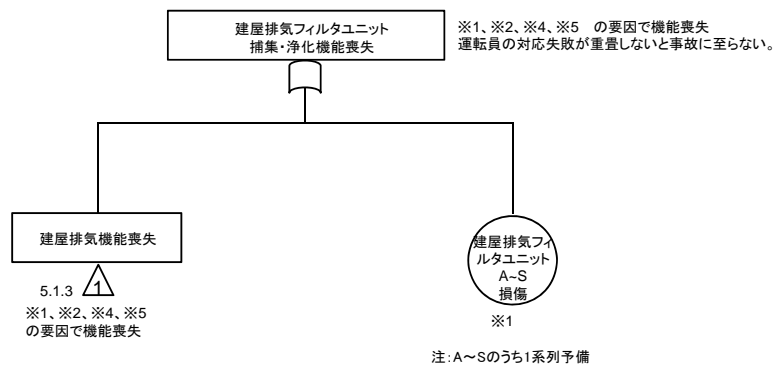 建屋排気フィルタユニット
捕集・浄化機能喪失
※1、※2、※4、※5　の要因で機能喪失
運転員の対応失敗が重畳しないと事故に至らない。
建屋排気機能喪失
5.1.3
1
※1、※2、※4、※5
の要因で機能喪失
建屋排気フィ
ルタユニット
A~S
損傷
※1
注：A～Sのうち1系列予備